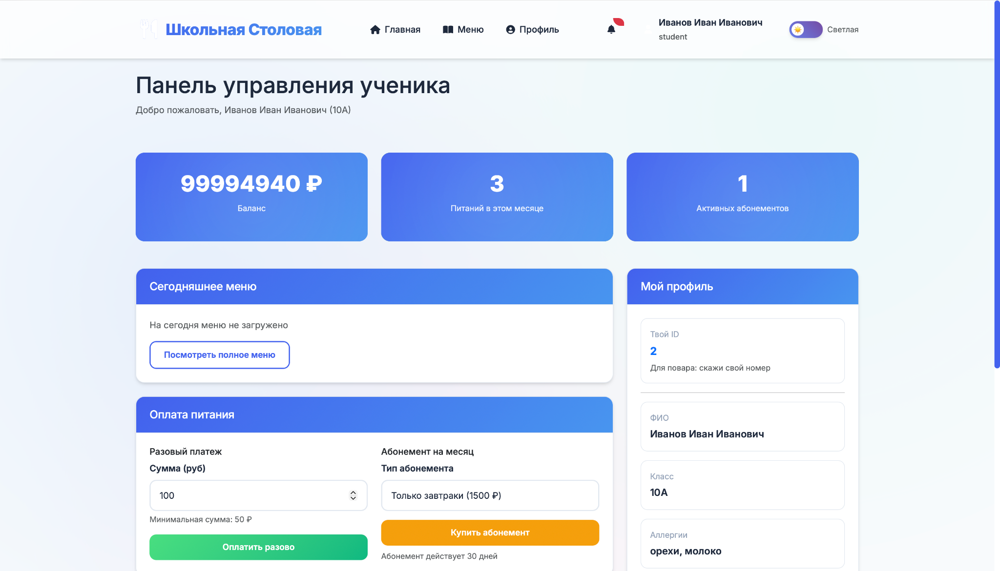 Школьная Столовая
Главная
Меню
Профиль
Иванов Иван Иванович
student
Светлая
Панель управления ученика
Добро пожаловать, Иванов Иван Иванович (10А)
99994940 ₽
Баланс
3
Питаний в этом месяце
1
Активных абонементов
Сегодняшнее меню
На сегодня меню не загружено
Посмотреть полное меню
Оплата питания
Разовый платеж
Сумма (руб)
100
Минимальная сумма: 50 ₽
Оплатить разово
Абонемент на месяц
Тип абонемента
Только завтраки (1500 ₽)
Купить абонемент
Абонемент действует 30 дней
Мой профиль
Твой ID
2
Для повара: скажи свой номер
ФИО
Иванов Иван Иванович
Класс
10А
Аллергии
орехи, молоко